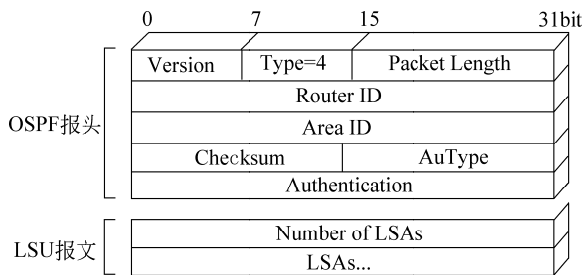 0 7 15 31bit
Version Type=4 Packet Length
Router ID
OSPF报头 Area ID
Checksum AuType
Authentication
Number of LSAs
LSU报文
LSAs...